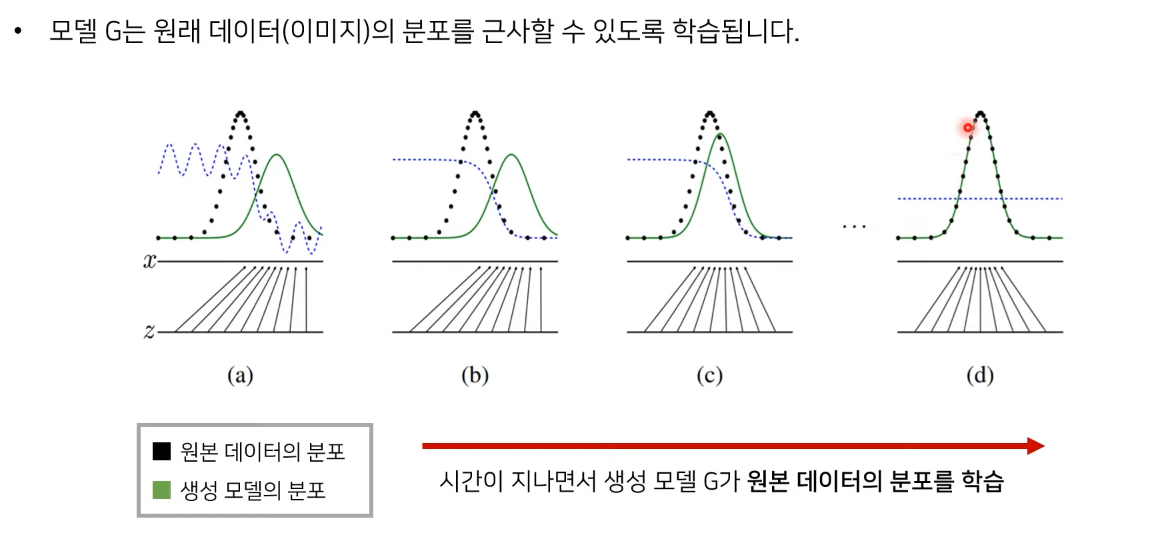 • 모델 G는 원래 데이터(이미지)의 분포를 근사할 수 있도록 학습됩니다.
...
x
z
(a) (b) (c) (d)
원본 데이터의 분포
생성 모델의 분포
시간이 지나면서 생성 모델 G가 원본 데이터의 분포를 학습